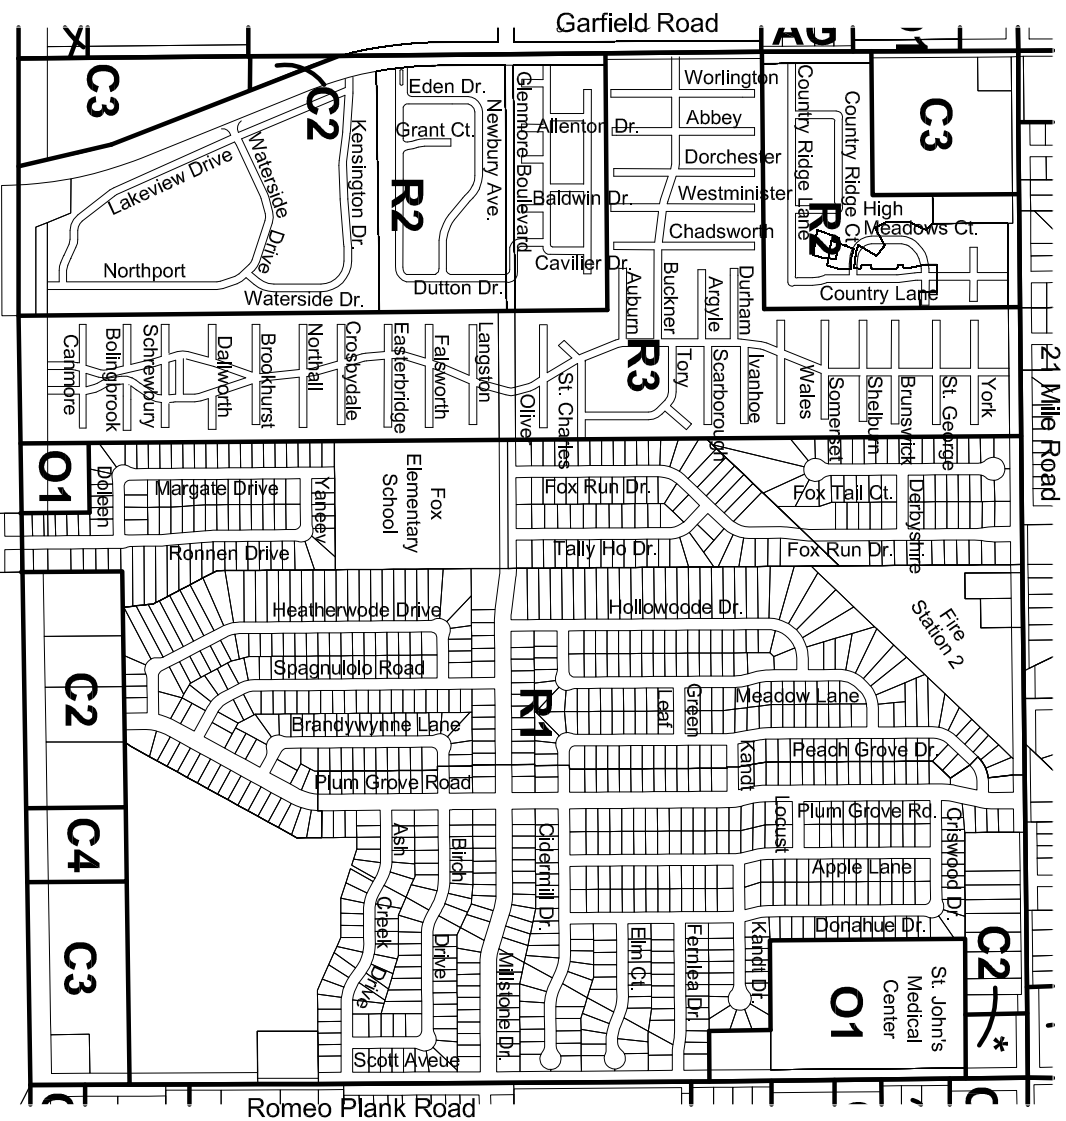 Garfield Road
AG
C3
C2
Eden Dr.
Grant Ct.
Newbury Ave.
R2
Dutton Dr.
Glenmore Boulevard
Allenton Dr.
Baldwin Dr.
Cavilier Dr.
Worlington
Abbey
Dorchester
Westminister
Chadsworth
Country Ridge Lane
Country Ridge Ct.
C3
R2
High
Meadows Ct.
Country Lane
Kensington Dr.
Waterside Drive
Lakeview Drive
Northport
Waterside Dr.
Auburn
Buckner
Argyle
Durham
R3
Canmore
Bolingbrook
Schrewbury
Dallworth
Brookhurst
Northall
Crosbydale
Easterbridge
Falsworth
Langston
Olive
St. Charles
Tory
Scarborough
Ivanhoe
Wales
Somerset
Shelburn
Brunswick
St. George
York
21 Mile Road
O1
Doleen
Margate Drive
Yaneey
Ronnen Drive
Fox
Elementary
School
Fox Run Dr.
Tally Ho Dr.
Fox Tail Ct.
Derbyshire
Fox Run Dr.
Fire
Station 2
Heatherwode Drive
Spagnulolo Road
Brandywynne Lane
Plum Grove Road
R1
Hollowoode Dr.
Leaf
Green
Meadow Lane
Kandt
Peach Grove Dr.
Locust
Plum Grove Rd.
Apple Lane
Donahue Dr.
Criswood Dr.
C2
C4
C3
Ash
Creek
Drive
Birch
Drive
Cidermill Dr.
Millstone Dr.
Scott Aveue
Elm Ct.
Fernlea Dr.
Kandt Dr.
O1
St. John's
Medical
Center
C2
*
Romeo Plank Road